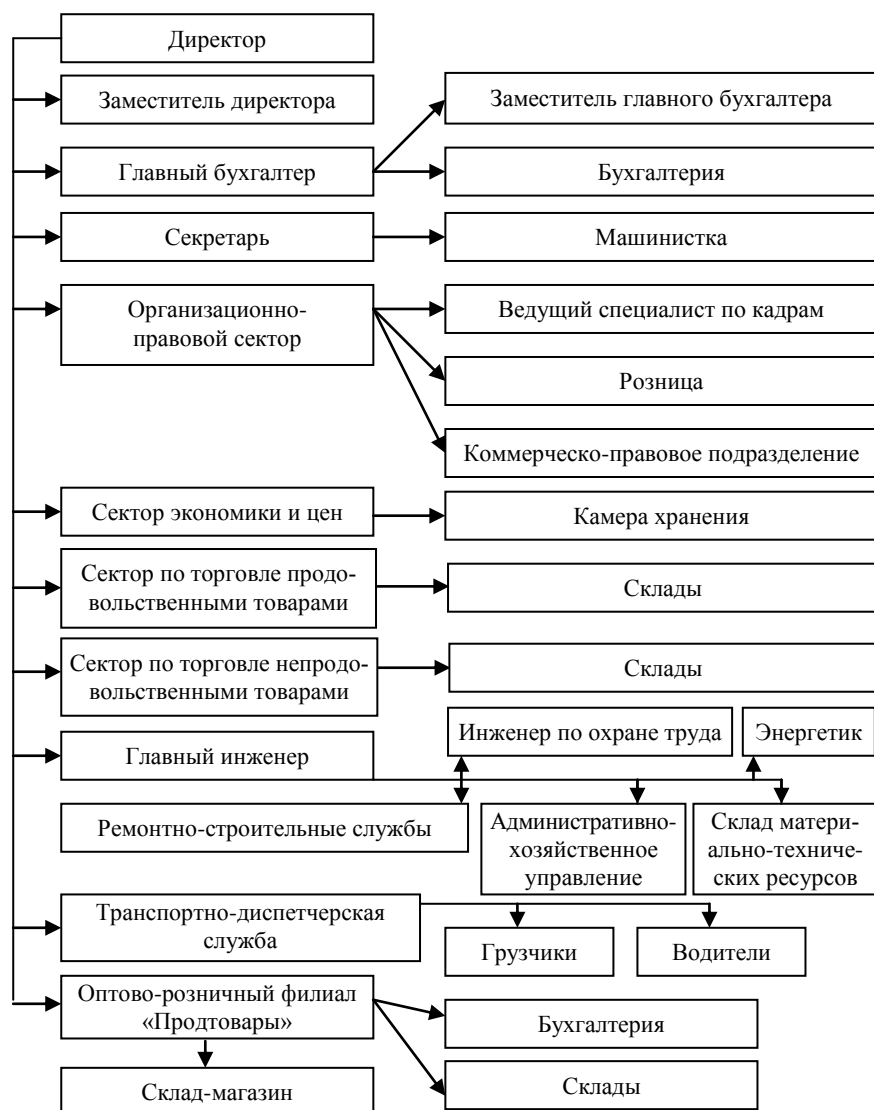 Директор
Заместитель директора
Заместитель главного бухгалтера
Главный бухгалтер
Бухгалтерия
Секретарь
Машинистка
Организационно-
правовой сектор
Ведущий специалист по кадрам
Розница
Коммерческо-правовое подразделение
Сектор экономики и цен
Камера хранения
Сектор по торговле продо-
вольственными товарами
Склады
Сектор по торговле непродо-
вольственными товарами
Склады
Главный инженер
Инженер по охране труда
Энергетик
Ремонтно-строительные службы
Административно-
хозяйственное
управление
Склад матери-
ально-техниче-
ских ресурсов
Транспортно-диспетчерская
служба
Грузчики
Водители
Оптово-розничный филиал
«Продтовары»
Бухгалтерия
Склад-магазин
Склады